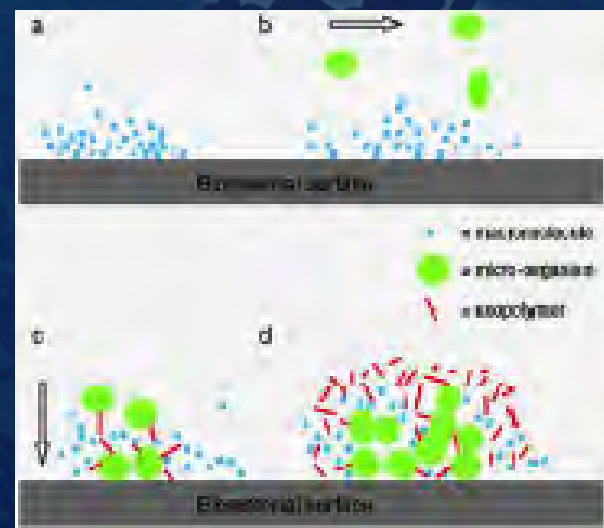 a b
Biomaterial surface
= macromolecule
= micro-organism
= exopolymer
c d
Biomaterial surface